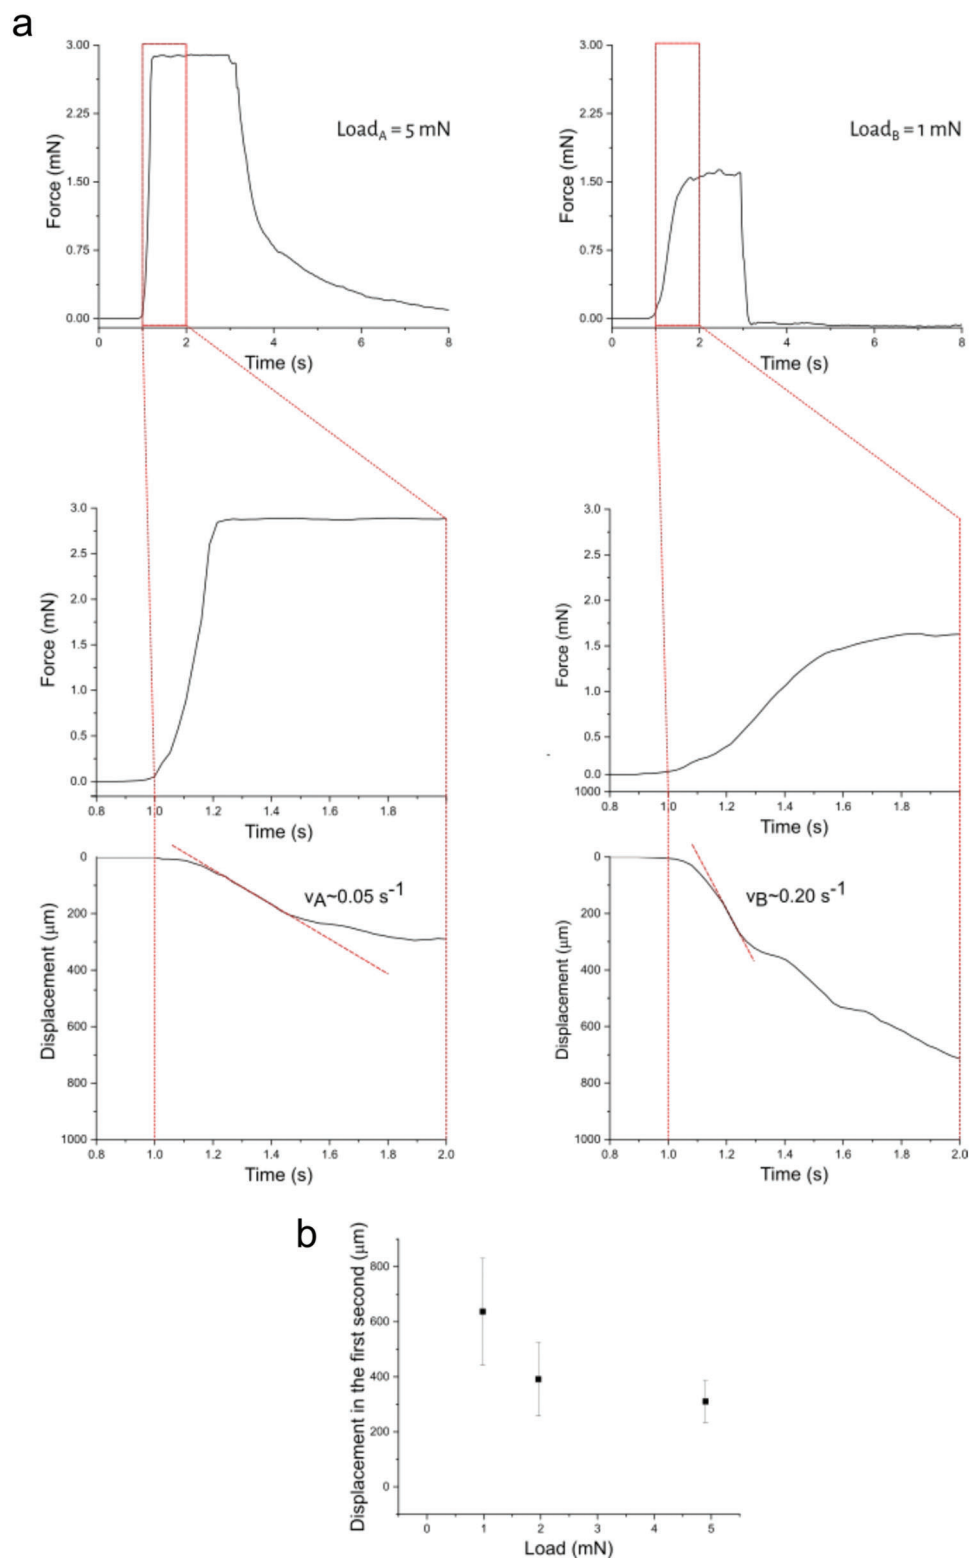 a
3.00
2.25
1.50
0.75
0.00
Force (mN)
Load_A = 5 mN
0 2 4 6 8
Time (s)
3.00
2.25
1.50
0.75
0.00
Force (mN)
Load_B = 1 mN
0 2 4 6 8
Time (s)
3.0
2.5
2.0
1.5
1.0
0.5
0.0
Force (mN)
0.8 1.0 1.2 1.4 1.6 1.8 2.0
Time (s)
3.0
2.5
2.0
1.5
1.0
0.5
0.0
1000
Force (mN)
0.8 1.0 1.2 1.4 1.6 1.8 2.0
Time (s)
0
200
400
600
800
1000
Displacement (μm)
vA~0.05 s-1
0.8 1.0 1.2 1.4 1.6 1.8 2.0
Time (s)
0
200
400
600
800
1000
Displacement (μm)
vB~0.20 s-1
0.8 1.0 1.2 1.4 1.6 1.8 2.0
Time (s)
b
800
600
400
200
0
Displacement in the first second (μm)
0 1 2 3 4 5
Load (mN)